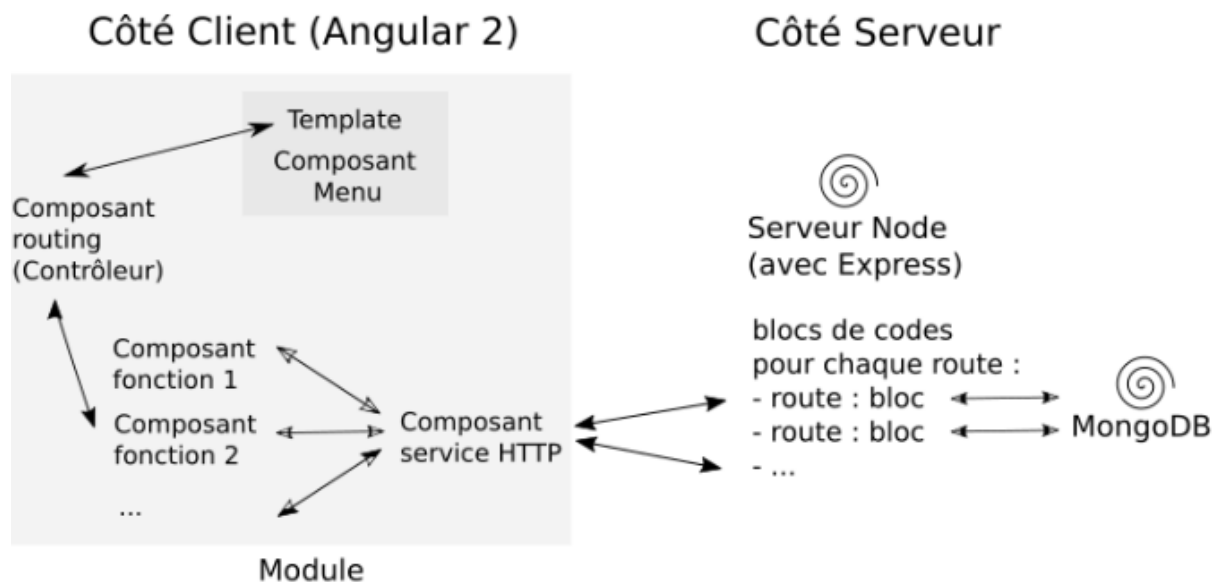 Côté Client (Angular 2)
Côté Serveur
Template
Composant
Menu
Composant
routing
(Contrôleur)
Composant
fonction 1
Composant
fonction 2
...
Composant
service HTTP
Module
Serveur Node
(avec Express)
blocs de codes
pour chaque route :
- route : bloc
- route : bloc
- ...
MongoDB